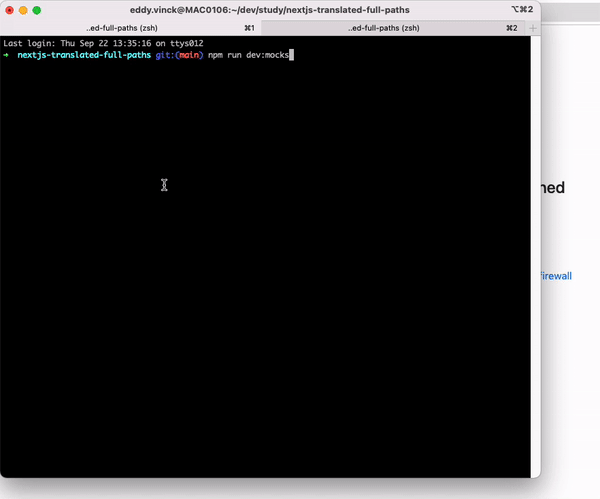 eddy.vinck@MAC0106:~/dev/study/nextjs-translated-full-paths ⌥⌘2
..ed-full-paths (zsh) ⌘1 ..ed-full-paths (zsh) ⌘2 +
Last login: Thu Sep 22 13:35:16 on ttys012
➜ nextjs-translated-full-paths git:(main) npm run dev:mocks
ned
firewall